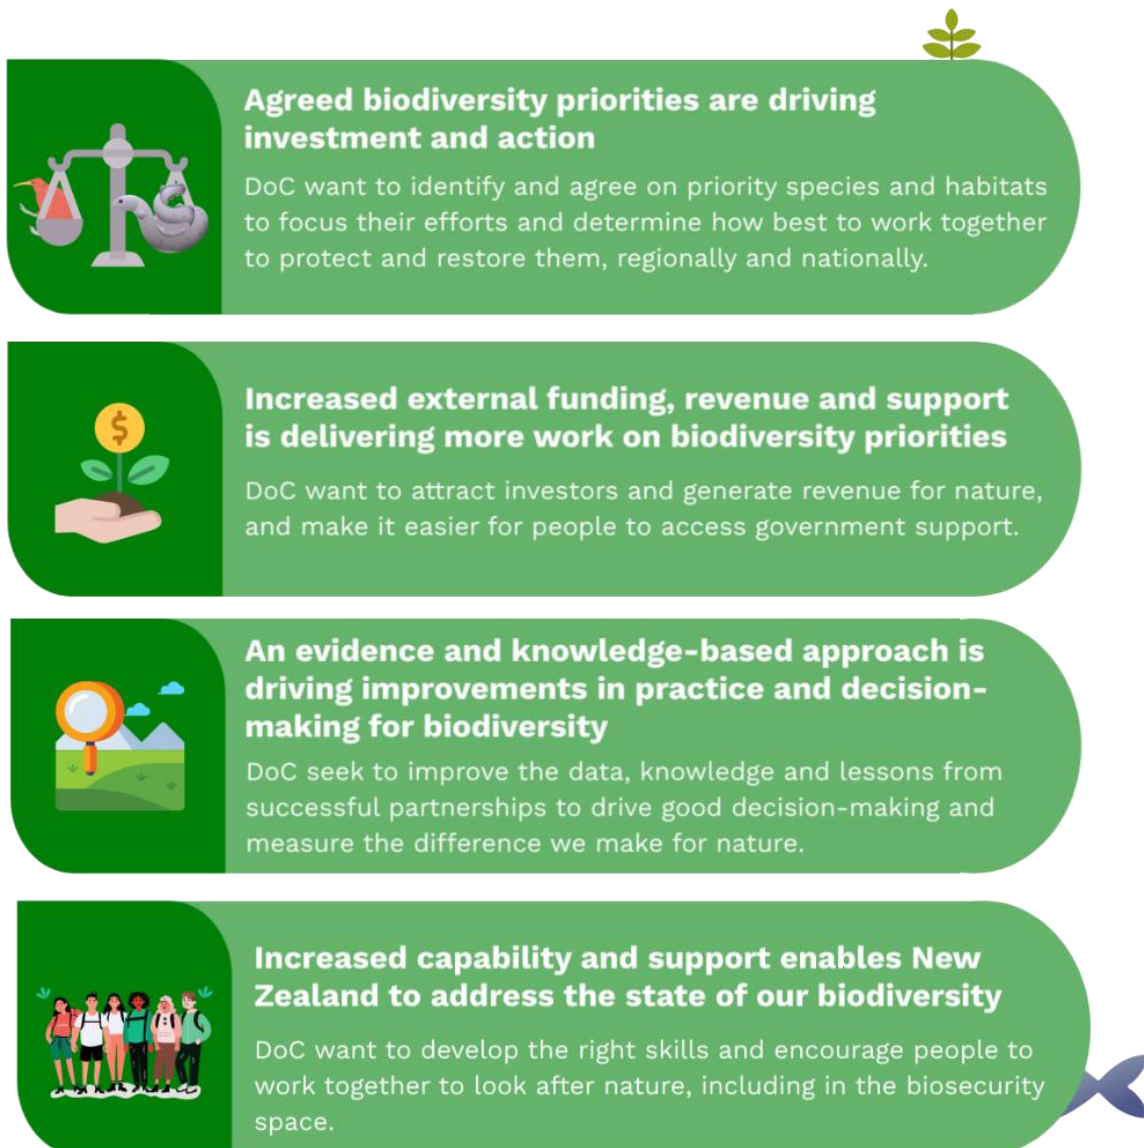 Agreed biodiversity priorities are driving
investment and action
DoC want to identify and agree on priority species and habitats
to focus their efforts and determine how best to work together
to protect and restore them, regionally and nationally.
$
Increased external funding, revenue and support
is delivering more work on biodiversity priorities
DoC want to attract investors and generate revenue for nature,
and make it easier for people to access government support.
An evidence and knowledge-based approach is
driving improvements in practice and decision-
making for biodiversity
DoC seek to improve the data, knowledge and lessons from
successful partnerships to drive good decision-making and
measure the difference we make for nature.
Increased capability and support enables New
Zealand to address the state of our biodiversity
DoC want to develop the right skills and encourage people to
work together to look after nature, including in the biosecurity
space.